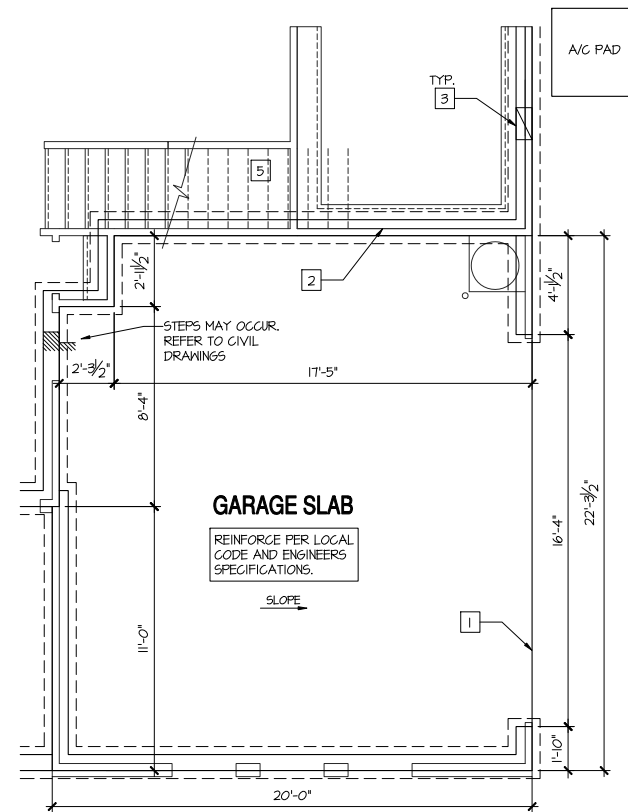 A/C PAD
TYP.
3
5
2'-11½"
2
4'-1½"
STEPS MAY OCCUR.
REFER TO CIVIL
DRAWINGS
2'-3½"
17'-5"
8'-4"
GARAGE SLAB
REINFORCE PER LOCAL
CODE AND ENGINEERS
SPECIFICATIONS.
SLOPE
16'-4"
22'-3½"
1
11'-0"
1'-10"
20'-0"